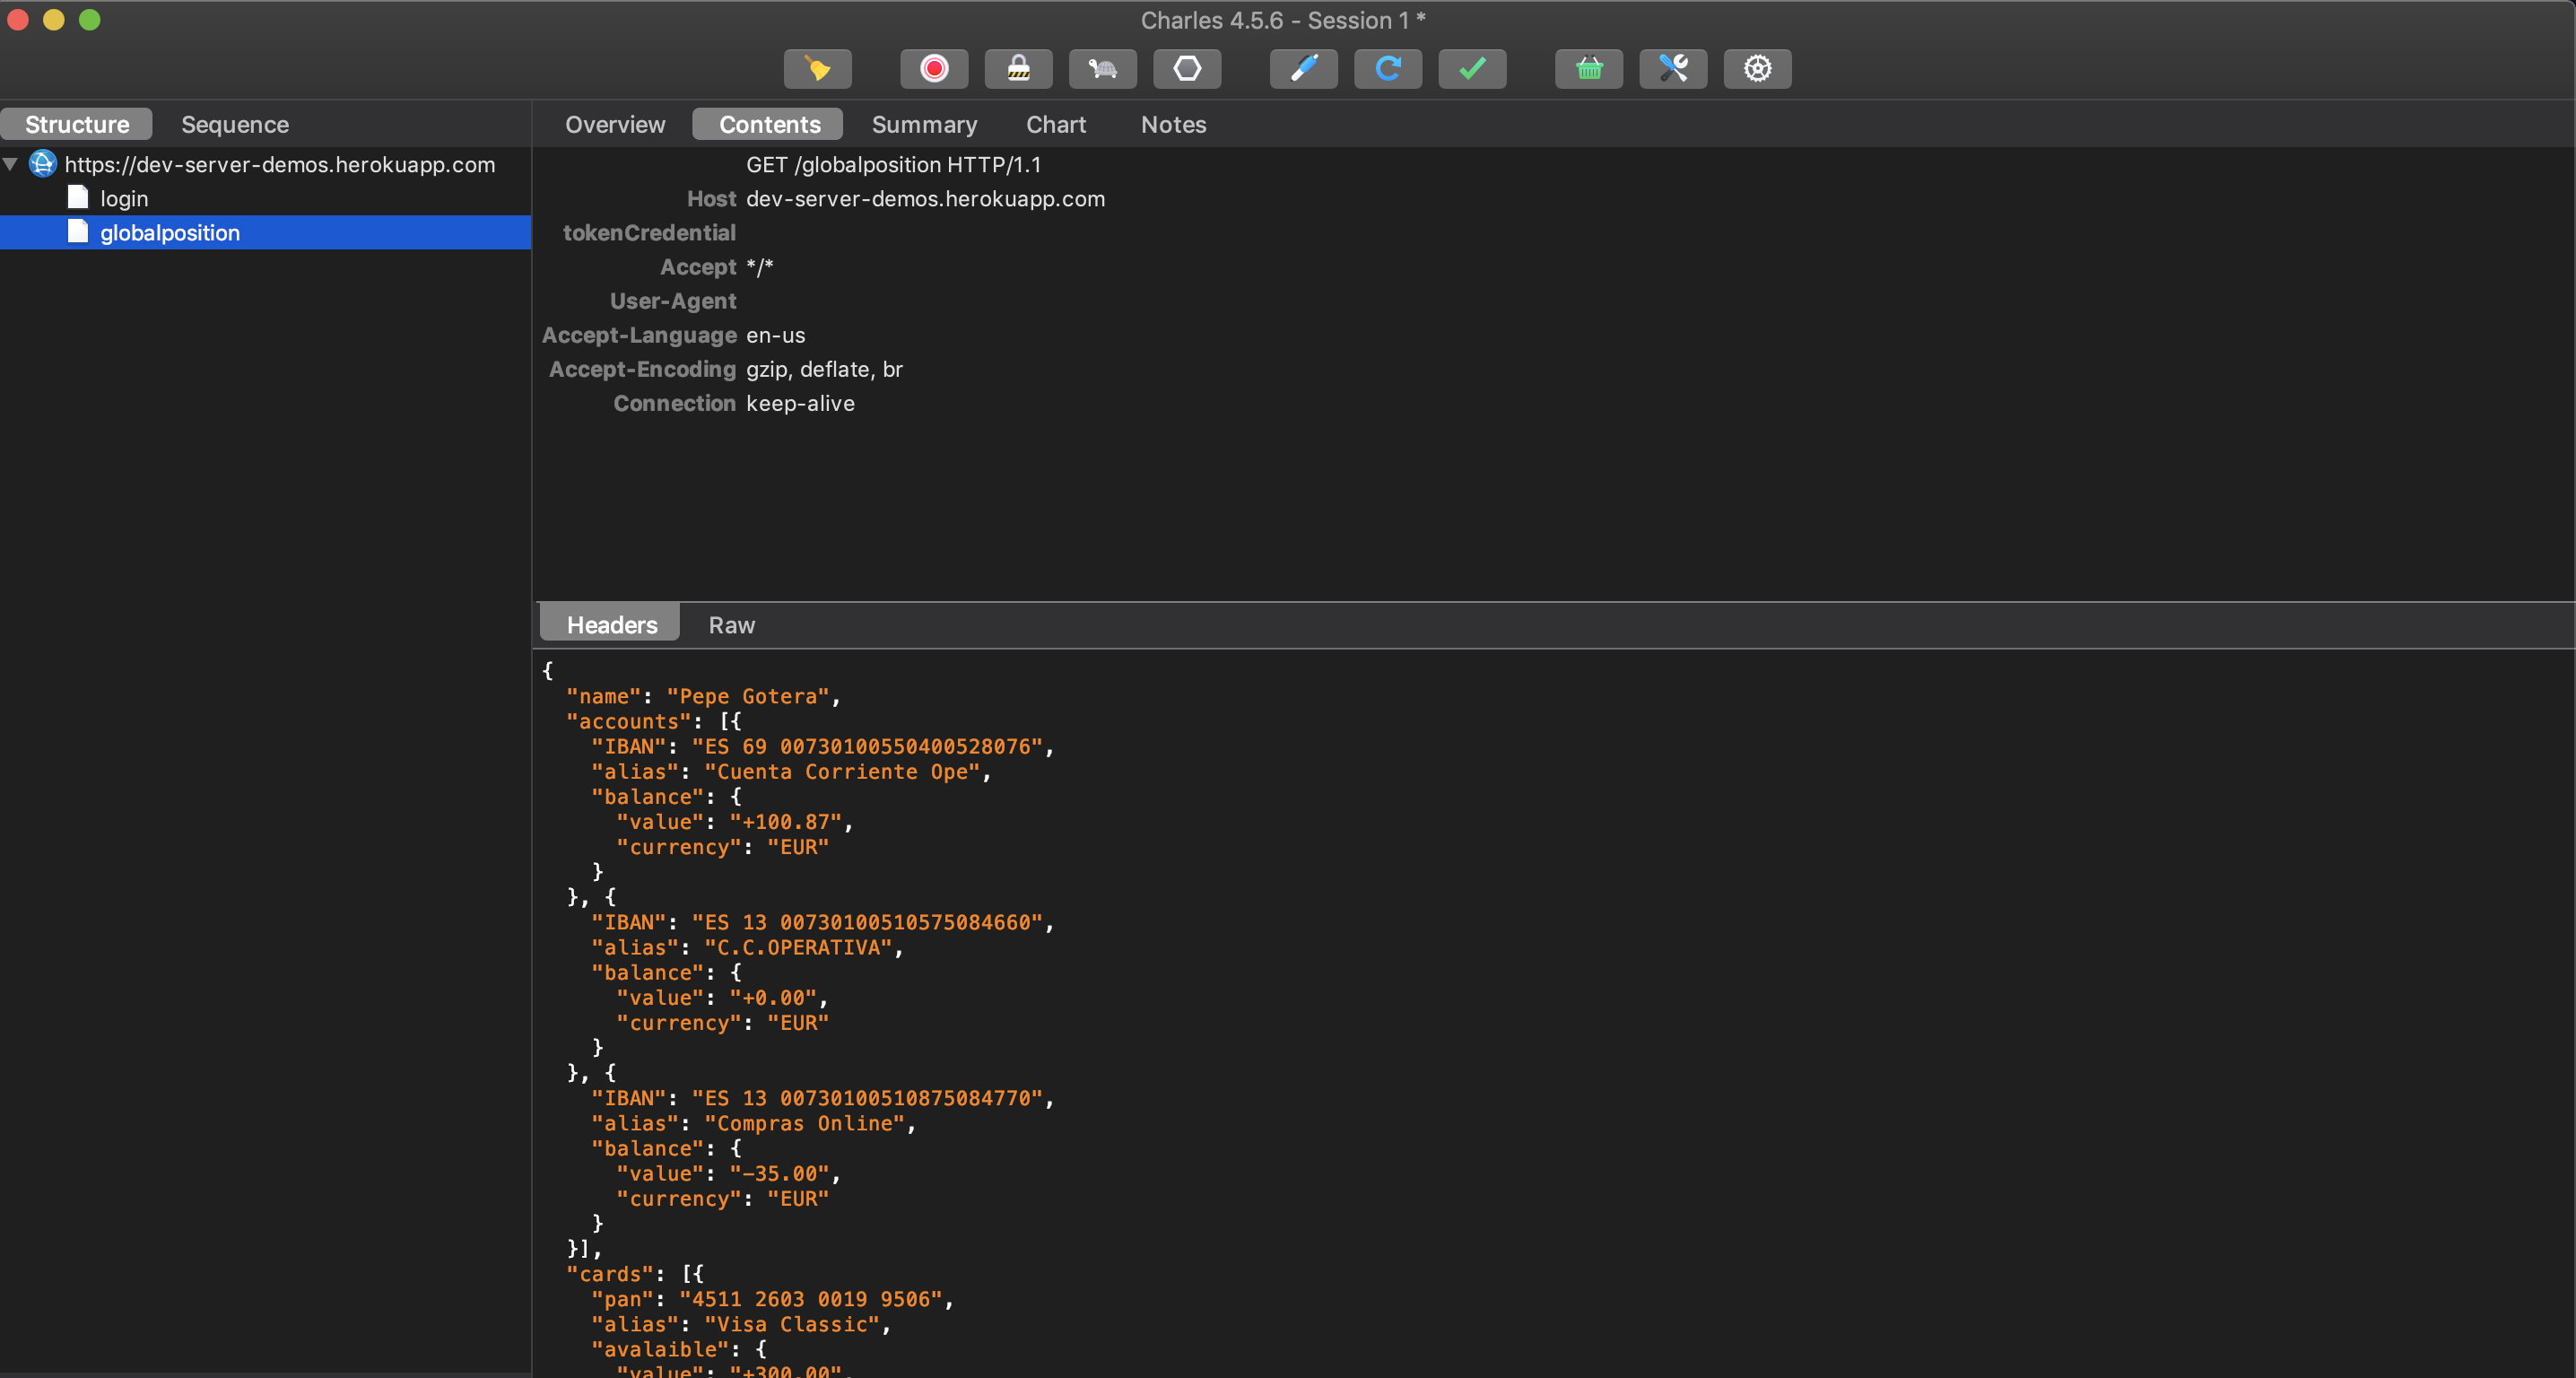 Charles 4.5.6 - Session 1 *
Structure
Sequence
Overview
Contents
Summary
Chart
Notes
https://dev-server-demos.herokuapp.com
login
globalposition
GET /globalposition HTTP/1.1
Host dev-server-demos.herokuapp.com
tokenCredential
Accept */*
User-Agent
Accept-Language en-us
Accept-Encoding gzip, deflate, br
Connection keep-alive
Headers
Raw
{
"name": "Pepe Gotera",
"accounts": [{
"IBAN": "ES 69 00730100550400528076",
"alias": "Cuenta Corriente Ope",
"balance": {
"value": "+100.87",
"currency": "EUR"
}
}, {
"IBAN": "ES 13 00730100510575084660",
"alias": "C.C.OPERATIVA",
"balance": {
"value": "+0.00",
"currency": "EUR"
}
}, {
"IBAN": "ES 13 00730100510875084770",
"alias": "Compras Online",
"balance": {
"value": "-35.00",
"currency": "EUR"
}
}],
"cards": [{
"pan": "4511 2603 0019 9506",
"alias": "Visa Classic",
"avalaible": {
"value": "+300.00",